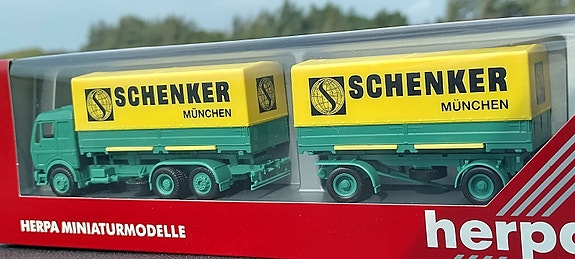 SCHENKER
MÜNCHEN
SCHENKER
MÜNCHEN
HERPA MINIATURMODELLE
herpa